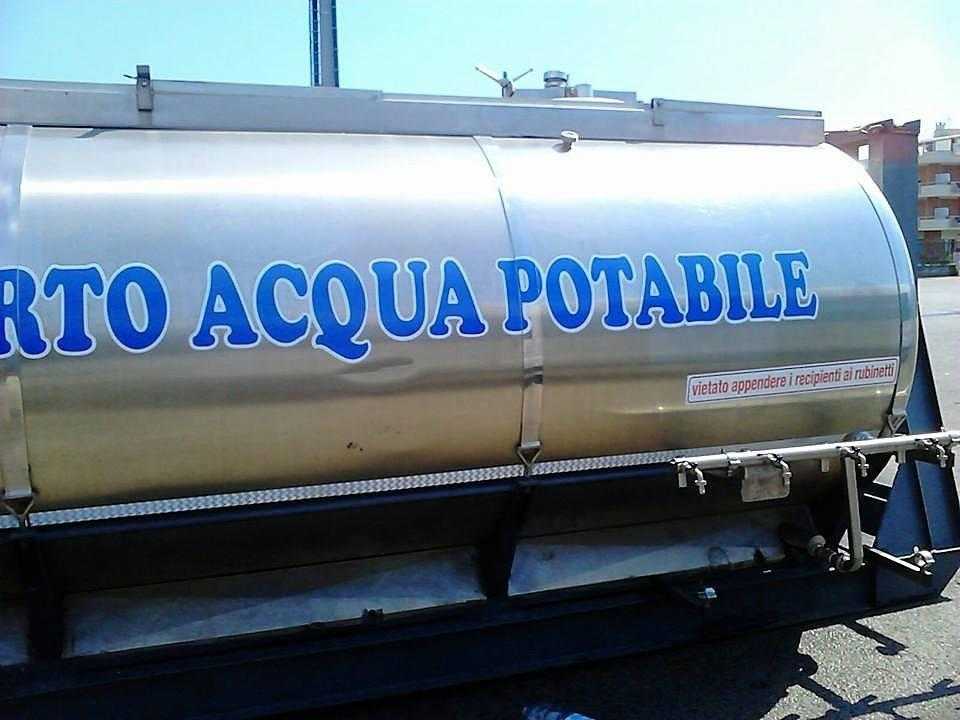 RTO ACQUA POTABILE
vietato appendere i recipienti ai rubinetti